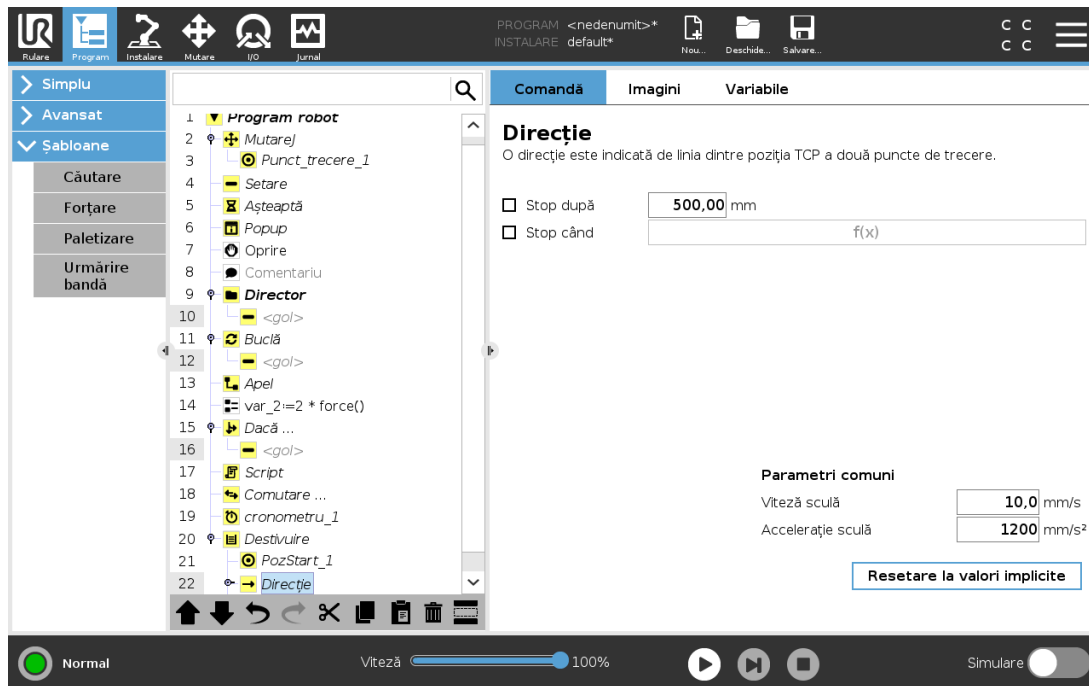 PROGRAM <nedenumit>*
INSTALARE default*
Rulare Program Instalare Mutare I/O Jurnal
Nou... Deschide... Salvare...
C C
C C
Simplu
Avansat
Șabloane
Căutare
Forțare
Paletizare
Urmărire
bandă
1 Program robot
2 MutareJ
3 Punct_trecere_1
4 Setare
5 Așteaptă
6 Popup
7 Oprire
8 Comentariu
9 Director
10 <gol>
11 Buclă
12 <gol>
13 Apel
14 var_2≔2 * force()
15 Dacă ...
16 <gol>
17 Script
18 Comutare ...
19 cronometru_1
20 Destivuire
21 PozStart_1
22 Direcție
Comandă Imagini Variabile
Direcție
O direcție este indicată de linia dintre poziția TCP a două puncte de trecere.
Stop după 500,00 mm
Stop când f(x)
Parametri comuni
Viteză sculă 10,0 mm/s
Accelerație sculă 1200 mm/s²
Resetare la valori implicite
Normal Viteză 100% Simulare